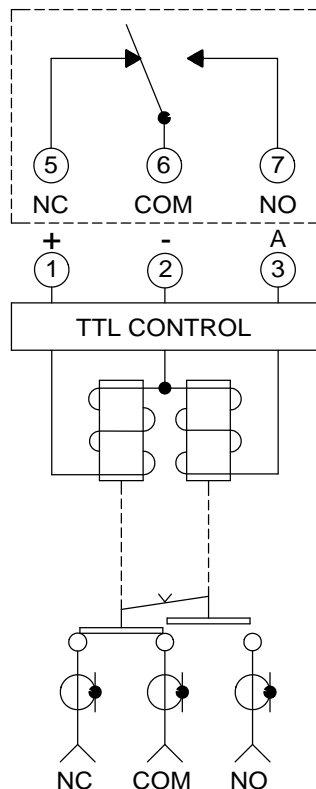 5 6 7
NC COM NO
+ - A
1 2 3
TTL CONTROL
NC COM NO